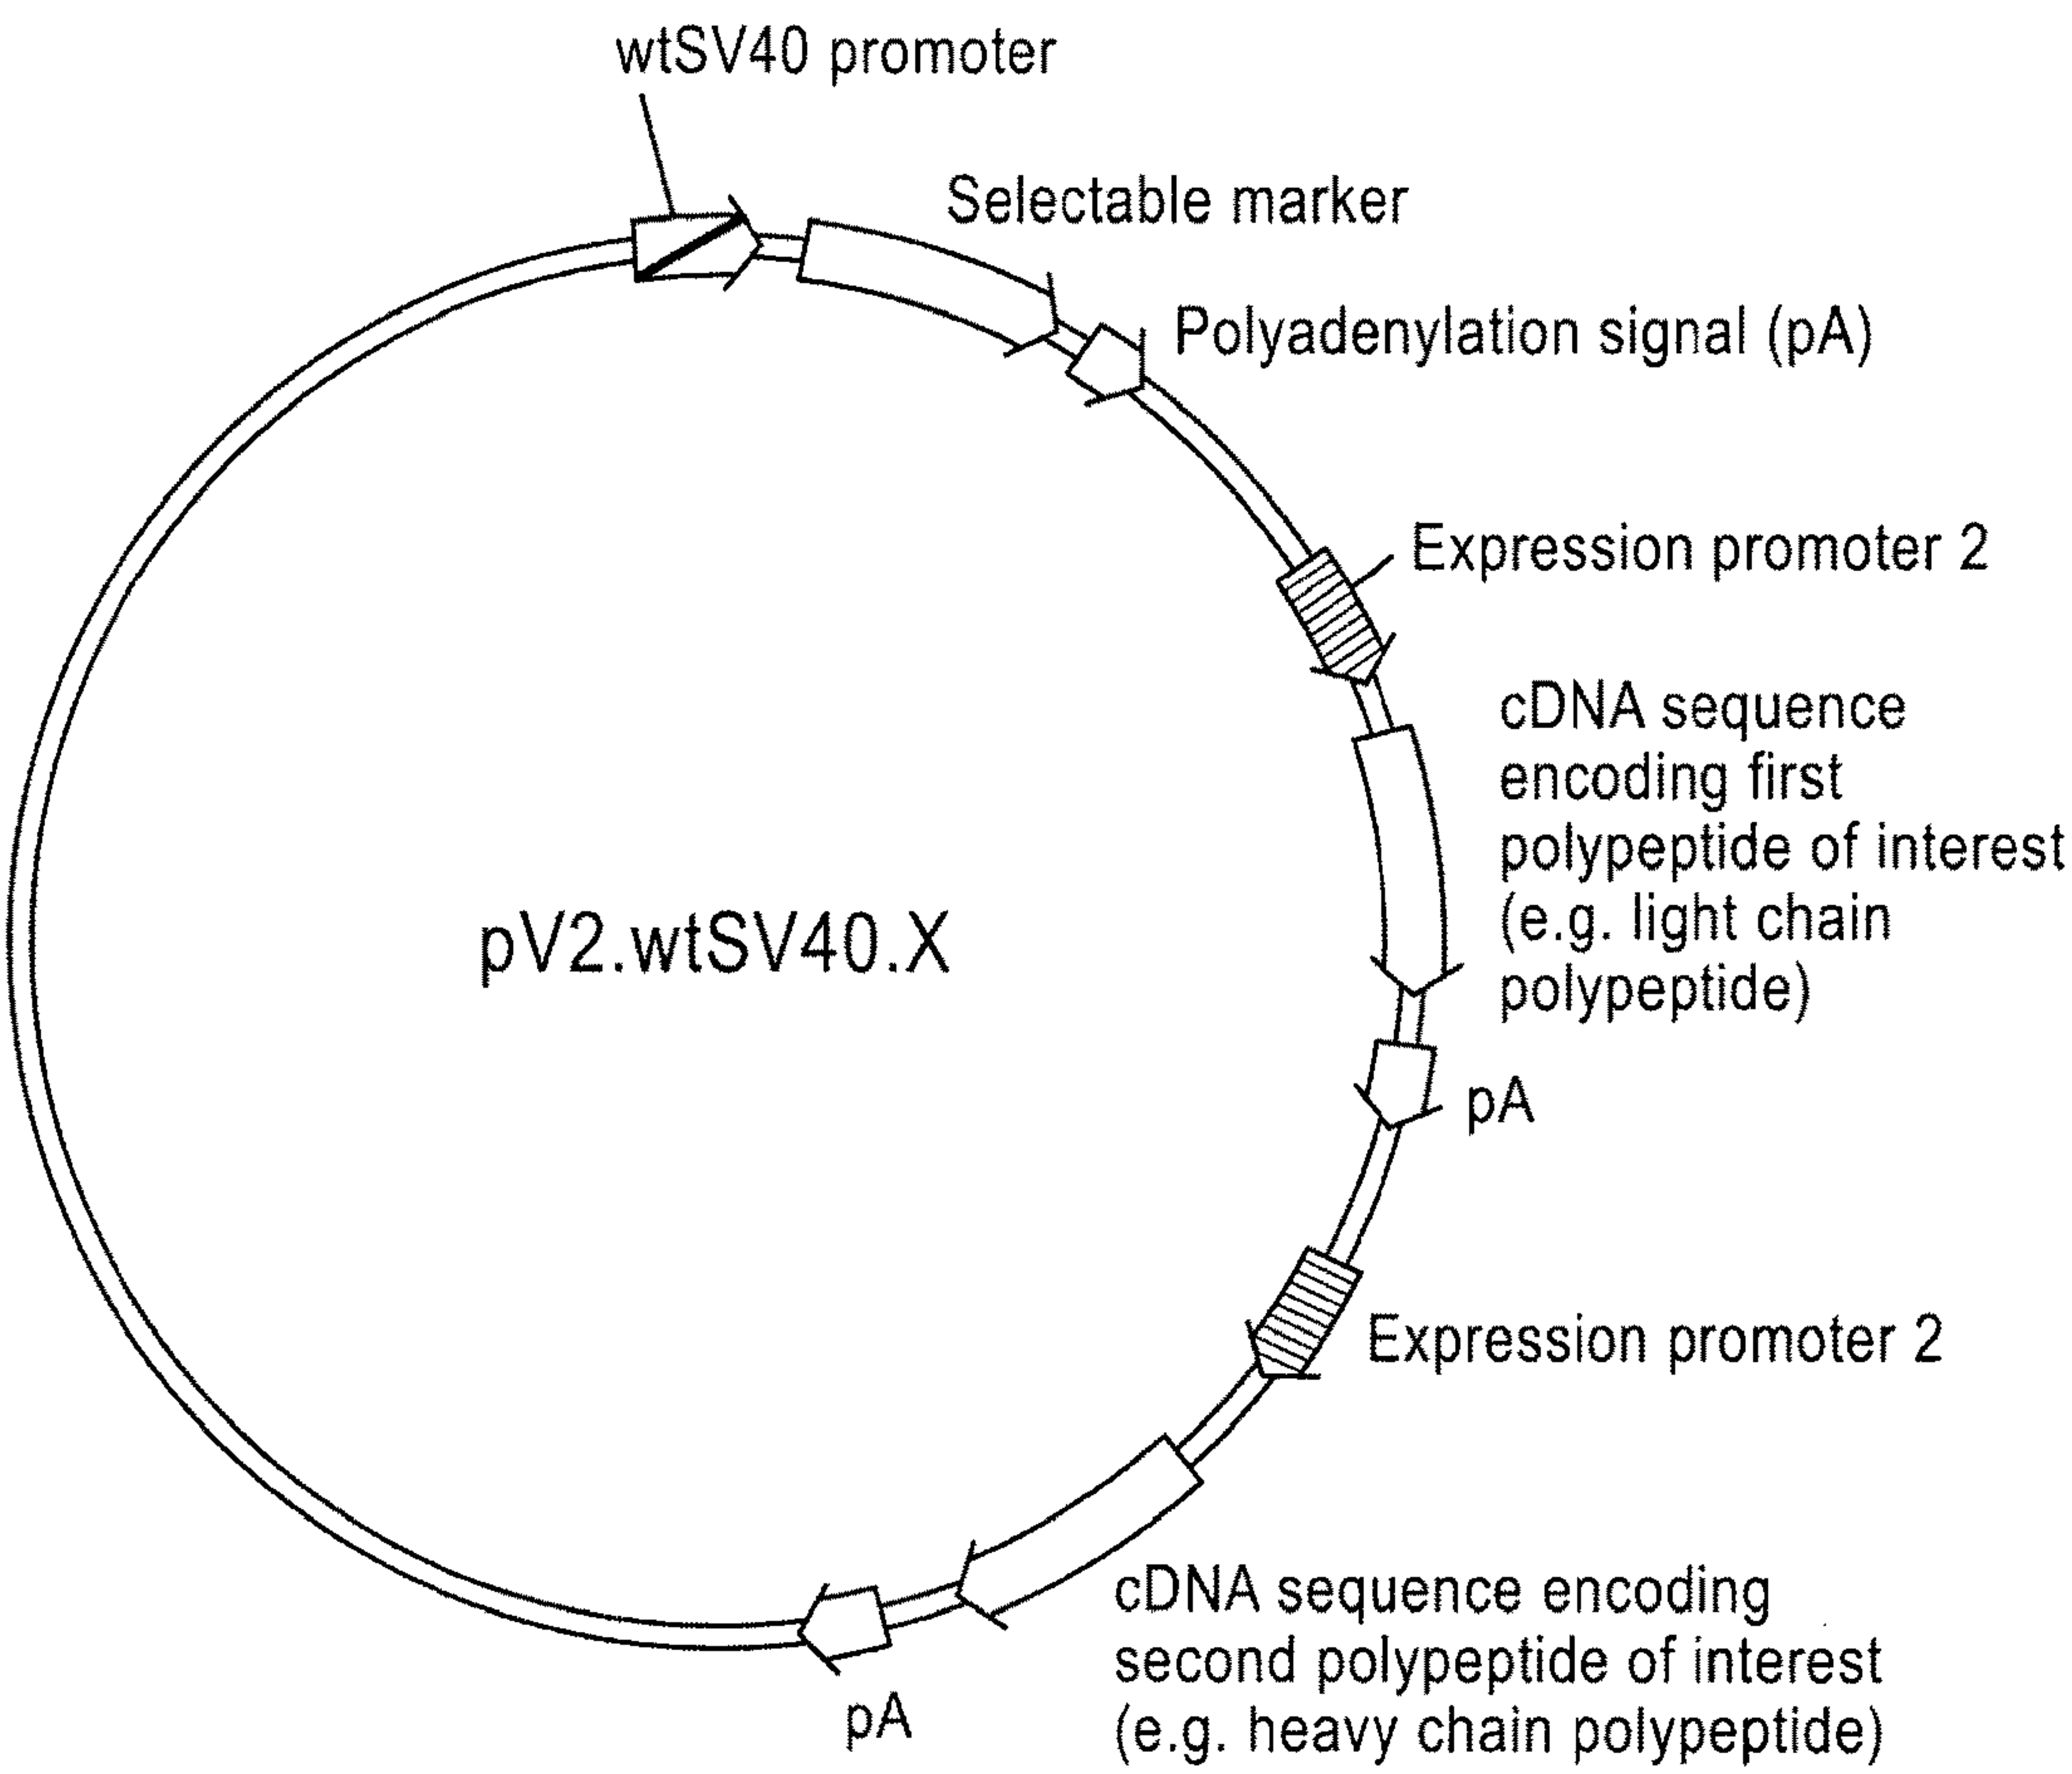 wtSV40 promoter
Selectable marker
Polyadenylation signal (pA)
Expression promoter 2
cDNA sequence
encoding first
polypeptide of interest
(e.g. light chain
polypeptide)
pV2.wtSV40.X
pA
Expression promoter 2
cDNA sequence encoding
second polypeptide of interest
(e.g. heavy chain polypeptide)
pA